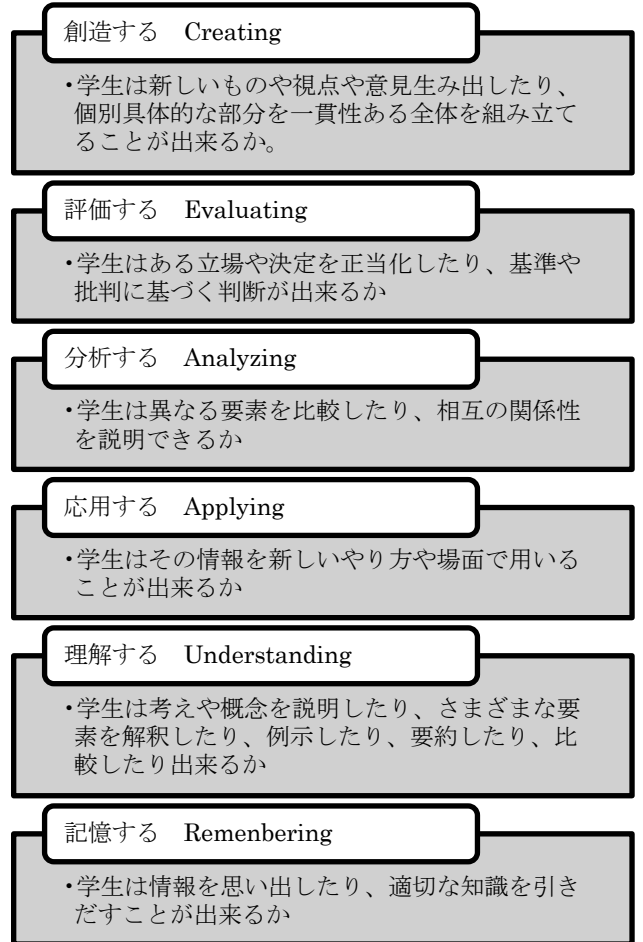 創造する　Creating
・学生は新しいものや視点や意見生み出したり、
個別具体的な部分を一貫性ある全体を組み立て
ることが出来るか。
評価する　Evaluating
・学生はある立場や決定を正当化したり、基準や
批判に基づく判断が出来るか
分析する　Analyzing
・学生は異なる要素を比較したり、相互の関係性
を説明できるか
応用する　Applying
・学生はその情報を新しいやり方や場面で用いる
ことが出来るか
理解する　Understanding
・学生は考えや概念を説明したり、さまざまな要
素を解釈したり、例示したり、要約したり、比
較したり出来るか
記憶する　Remenbering
・学生は情報を思い出したり、適切な知識を引き
だすことが出来るか